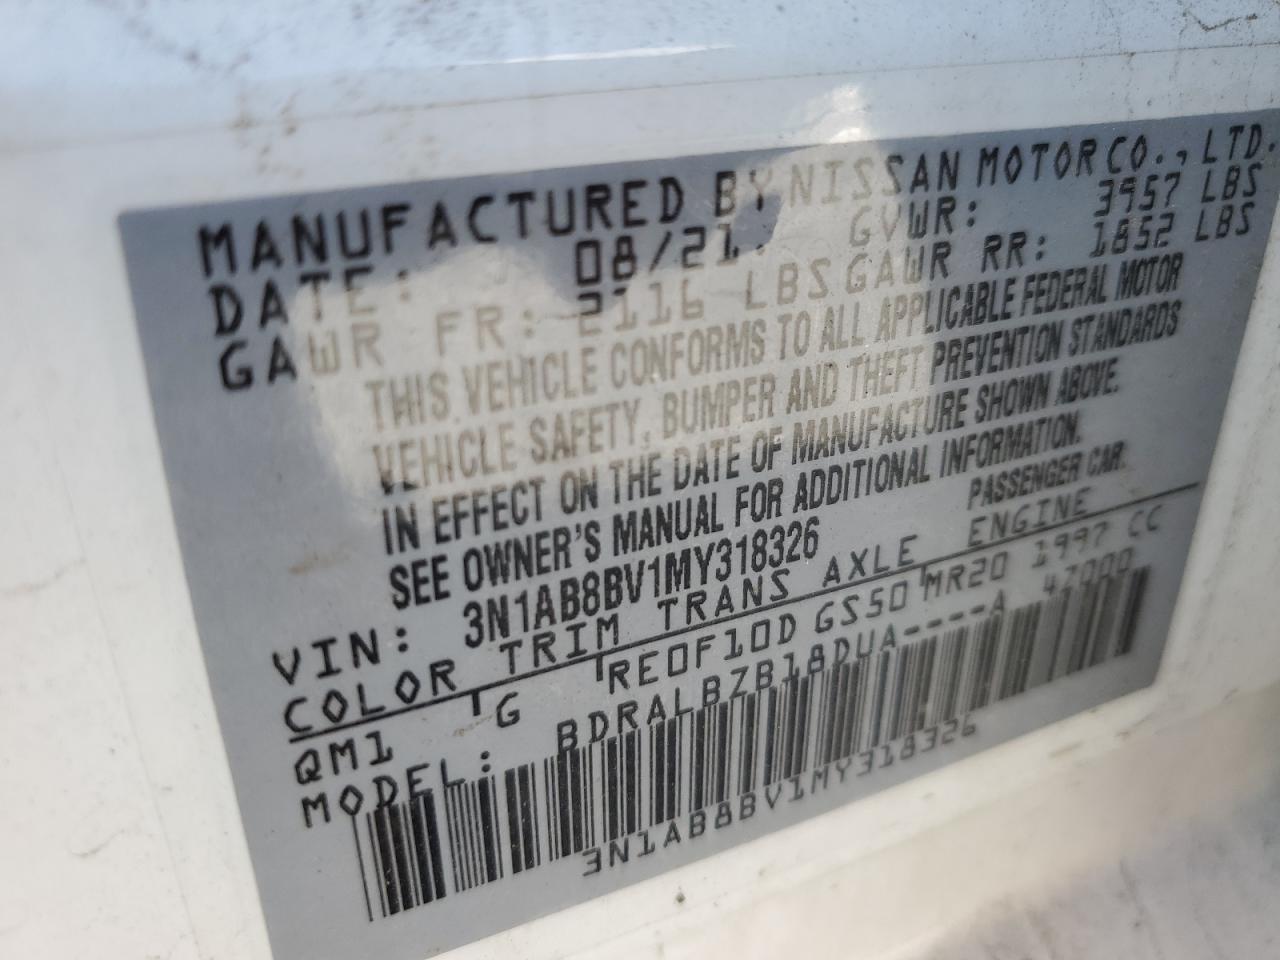 MANUFACTURED BY NISSAN MOTOR CO., LTD.
DATE: 08/21 GVWR: 3957 LBS
GAWR FR: 2116 LBS GAWR RR: 1852 LBS
THIS VEHICLE CONFORMS TO ALL APPLICABLE FEDERAL MOTOR
VEHICLE SAFETY, BUMPER AND THEFT PREVENTION STANDARDS
IN EFFECT ON THE DATE OF MANUFACTURE SHOWN ABOVE.
SEE OWNER'S MANUAL FOR ADDITIONAL INFORMATION.
VIN: 3N1AB8BV1MY318326 PASSENGER CAR.
COLOR TRIM TRANS AXLE ENGINE
QM1 G RE0F10D GS50 MR20 1997 CC
MODEL: BDRALBZB18DUA----A 47000
3N1AB8BV1MY318326